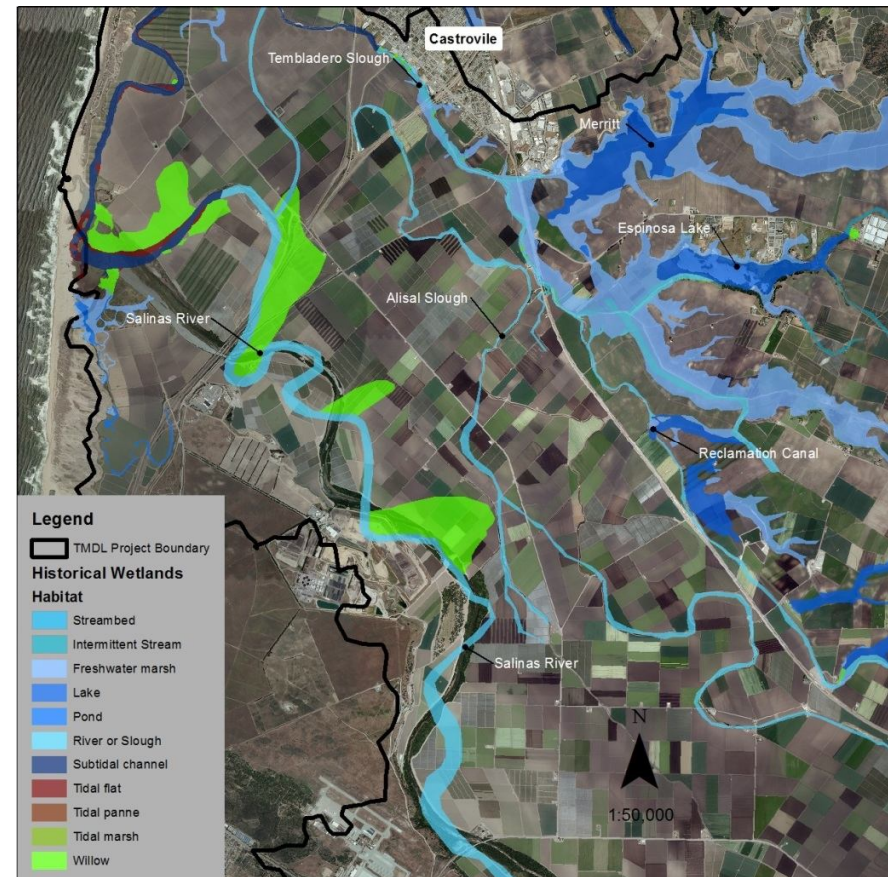 Castrovile
Tembladero Slough
Merritt
Espinosa Lake
Alisal Slough
Salinas River
Reclamation Canal
Salinas River
N
1:50,000
Legend
TMDL Project Boundary
Historical Wetlands
Habitat
Streambed
Intermittent Stream
Freshwater marsh
Lake
Pond
River or Slough
Subtidal channel
Tidal flat
Tidal panne
Tidal marsh
Willow